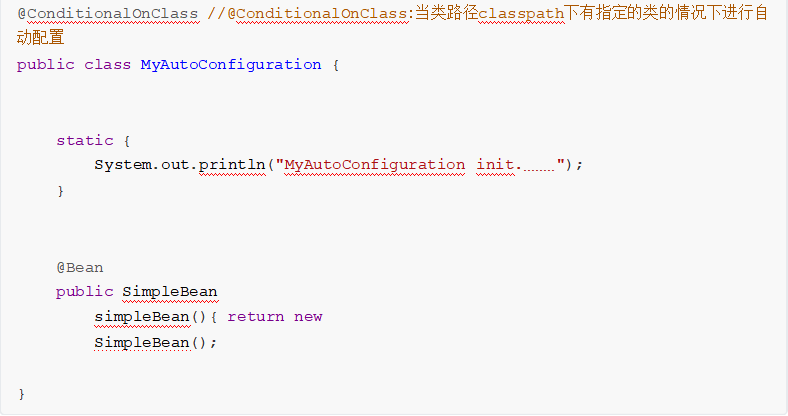 @ConditionalOnClass //@ConditionalOnClass:当类路径classpath下有指定的类的情况下进行自
动配置
public class MyAutoConfiguration {
static {
System.out.println("MyAutoConfiguration init.......");
}
@Bean
public SimpleBean
simpleBean(){ return new
SimpleBean();
}